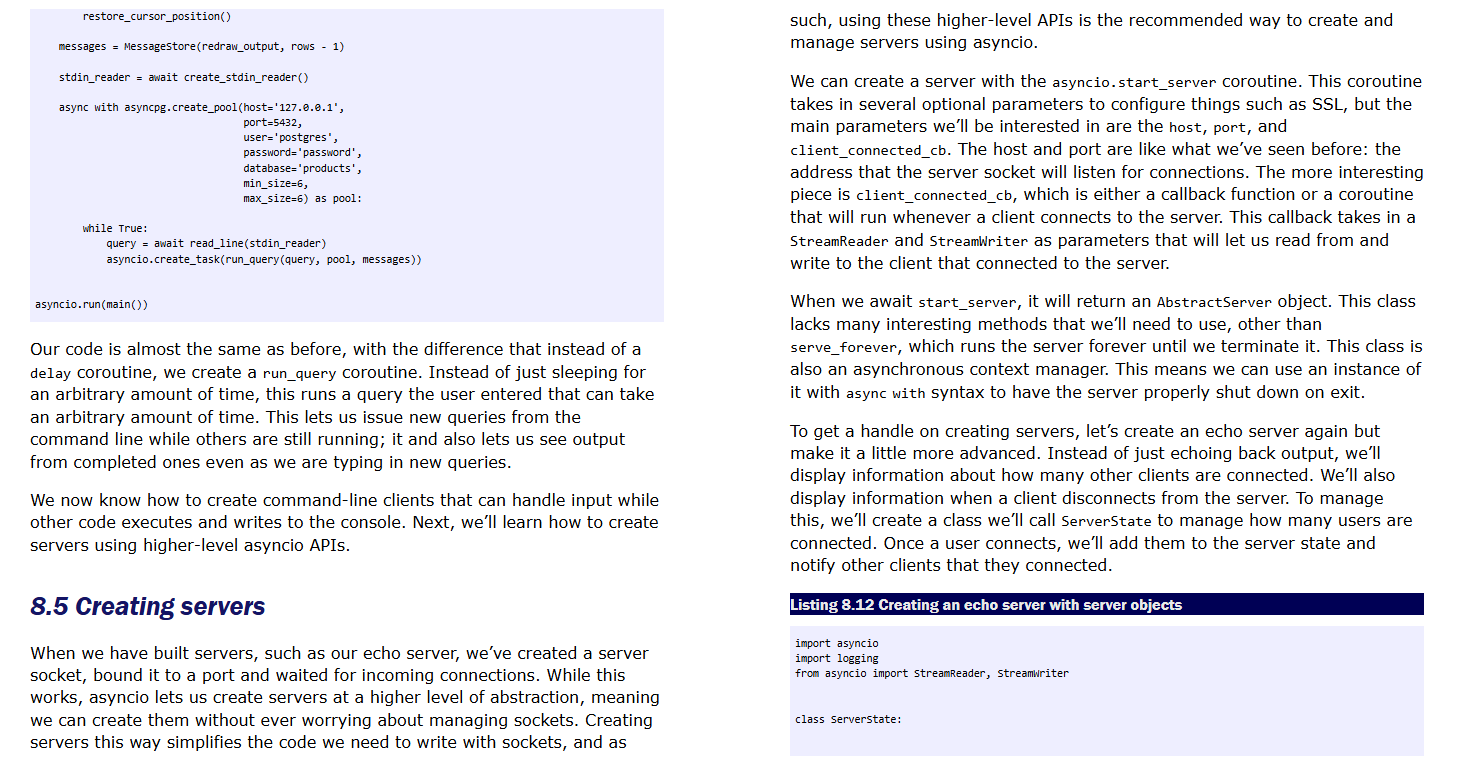 restore_cursor_position()
messages = MessageStore(redraw_output, rows - 1)
stdin_reader = await create_stdin_reader()
async with asyncpg.create_pool(host='127.0.0.1',
port=5432,
user='postgres',
password='password',
database='products',
min_size=6,
max_size=6) as pool:
while True:
query = await read_line(stdin_reader)
asyncio.create_task(run_query(query, pool, messages))
asyncio.run(main())
Our code is almost the same as before, with the difference that instead of a
delay coroutine, we create a run_query coroutine. Instead of just sleeping for
an arbitrary amount of time, this runs a query the user entered that can take
an arbitrary amount of time. This lets us issue new queries from the
command line while others are still running; it and also lets us see output
from completed ones even as we are typing in new queries.
We now know how to create command-line clients that can handle input while
other code executes and writes to the console. Next, we’ll learn how to create
servers using higher-level asyncio APIs.
8.5 Creating servers
When we have built servers, such as our echo server, we’ve created a server
socket, bound it to a port and waited for incoming connections. While this
works, asyncio lets us create servers at a higher level of abstraction, meaning
we can create them without ever worrying about managing sockets. Creating
servers this way simplifies the code we need to write with sockets, and as
such, using these higher-level APIs is the recommended way to create and
manage servers using asyncio.
We can create a server with the asyncio.start_server coroutine. This coroutine
takes in several optional parameters to configure things such as SSL, but the
main parameters we’ll be interested in are the host, port, and
client_connected_cb. The host and port are like what we’ve seen before: the
address that the server socket will listen for connections. The more interesting
piece is client_connected_cb, which is either a callback function or a coroutine
that will run whenever a client connects to the server. This callback takes in a
StreamReader and StreamWriter as parameters that will let us read from and
write to the client that connected to the server.
When we await start_server, it will return an AbstractServer object. This class
lacks many interesting methods that we’ll need to use, other than
serve_forever, which runs the server forever until we terminate it. This class is
also an asynchronous context manager. This means we can use an instance of
it with async with syntax to have the server properly shut down on exit.
To get a handle on creating servers, let’s create an echo server again but
make it a little more advanced. Instead of just echoing back output, we’ll
display information about how many other clients are connected. We’ll also
display information when a client disconnects from the server. To manage
this, we’ll create a class we’ll call ServerState to manage how many users are
connected. Once a user connects, we’ll add them to the server state and
notify other clients that they connected.
Listing 8.12 Creating an echo server with server objects
import asyncio
import logging
from asyncio import StreamReader, StreamWriter
class ServerState: